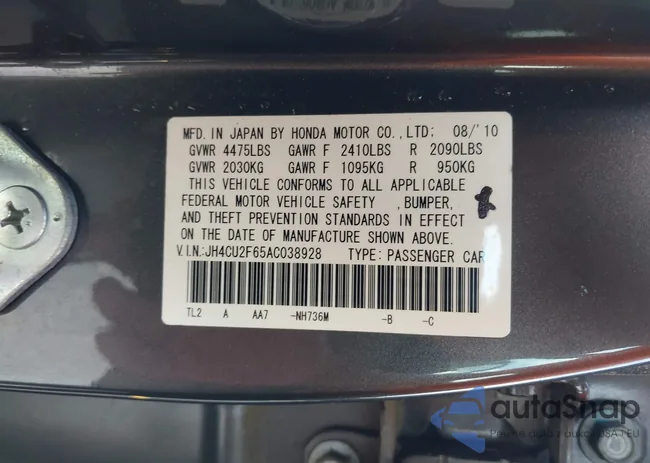 MFD. IN JAPAN BY HONDA MOTOR CO.,LTD: 08/'10
GVWR 4475LBS GAWR F 2410LBS R 2090LBS
GVWR 2030KG GAWR F 1095KG R 950KG
THIS VEHICLE CONFORMS TO ALL APPLICABLE
FEDERAL MOTOR VEHICLE SAFETY ,BUMPER,
AND THEFT PREVENTION STANDARDS IN EFFECT
ON THE DATE OF MANUFACTURE SHOWN ABOVE.
V.I.N:JH4CU2F65AC038928 TYPE: PASSENGER CAR
TL2 A AA7 -NH736M -B -C
autoSnap